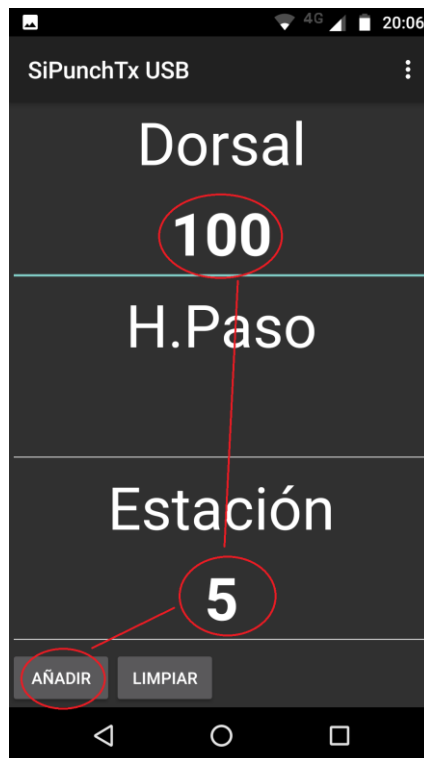 4G 20:06
SiPunchTx USB
Dorsal
100
H.Paso
Estación
5
AÑADIR LIMPIAR